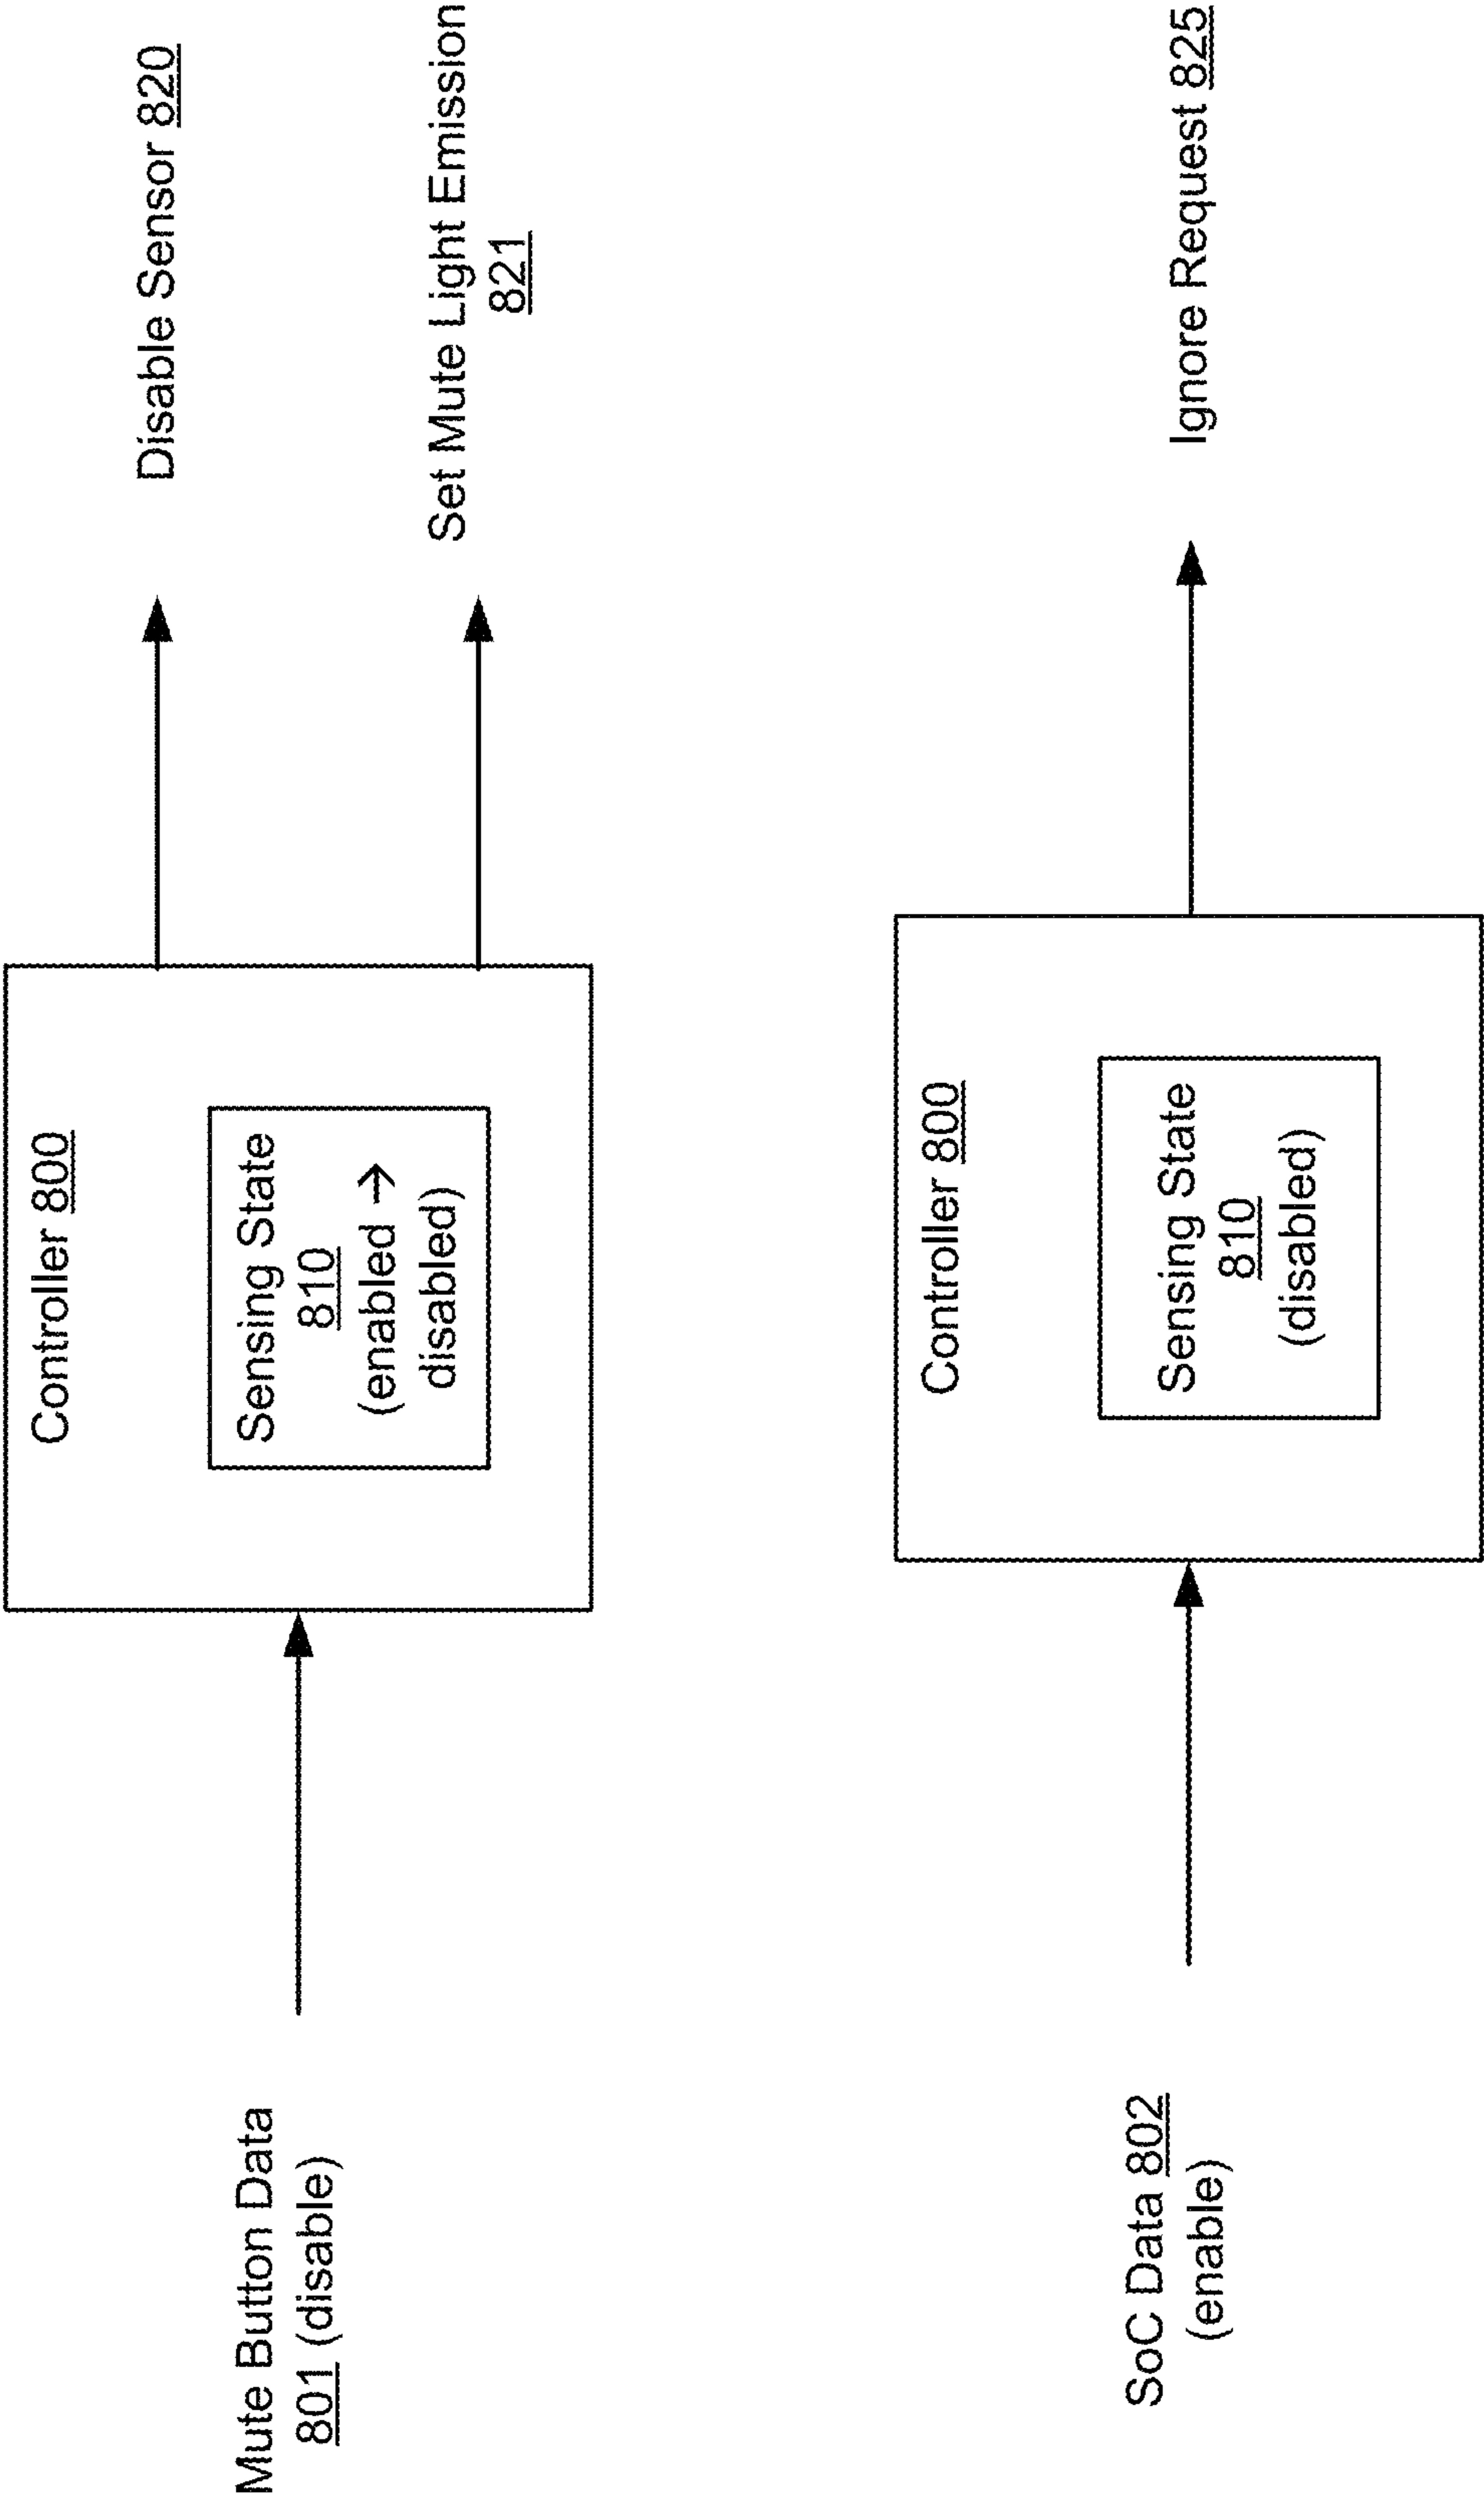 Mute Button Data
801 (disable)
Controller 800
Sensing State
810
(enabled →
disabled)
Disable Sensor 820
Set Mute Light Emission
821
SoC Data 802
(enable)
Controller 800
Sensing State
810
(disabled)
Ignore Request 825